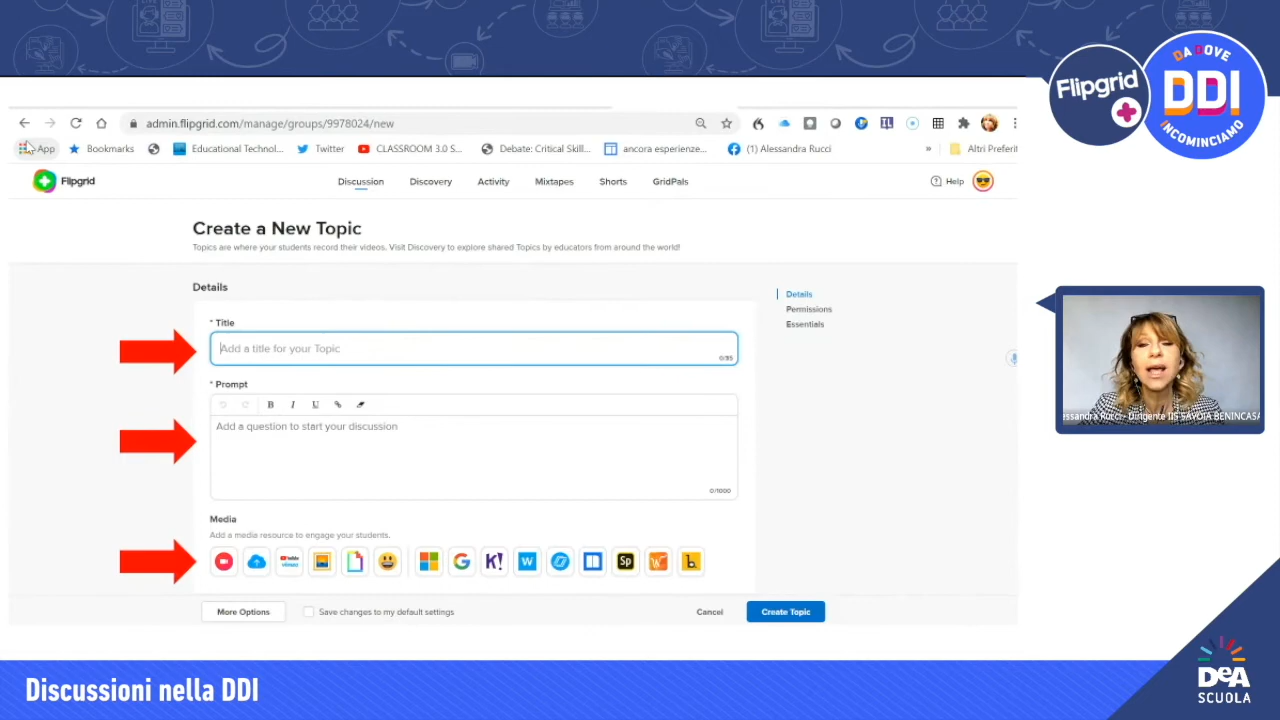 Flipgrid
DA DOVE
DDI
INCOMINCIAMO
admin.flipgrid.com/manage/groups/9978024/new
App
Bookmarks
Educational Technol...
Twitter
CLASSROOM 3.0 S...
Debate: Critical Skill...
ancora esperienze...
(1) Alessandra Rucci
»
Altri Preferit
Flipgrid
Discussion
Discovery
Activity
Mixtapes
Shorts
GridPals
Help
Create a New Topic
Topics are where your students record their videos. Visit Discovery to explore shared Topics by educators from around the world!
Details
Details
Permissions
Essentials
* Title
Add a title for your Topic
0/35
* Prompt
B I U
Add a question to start your discussion
0/1000
Media
Add a media resource to engage your students.
More Options
Save changes to my default settings
Cancel
Create Topic
essandra Rucci - Dirigente IIS SAVOIA BENINCASA
Discussioni nella DDI
DeA
SCUOLA